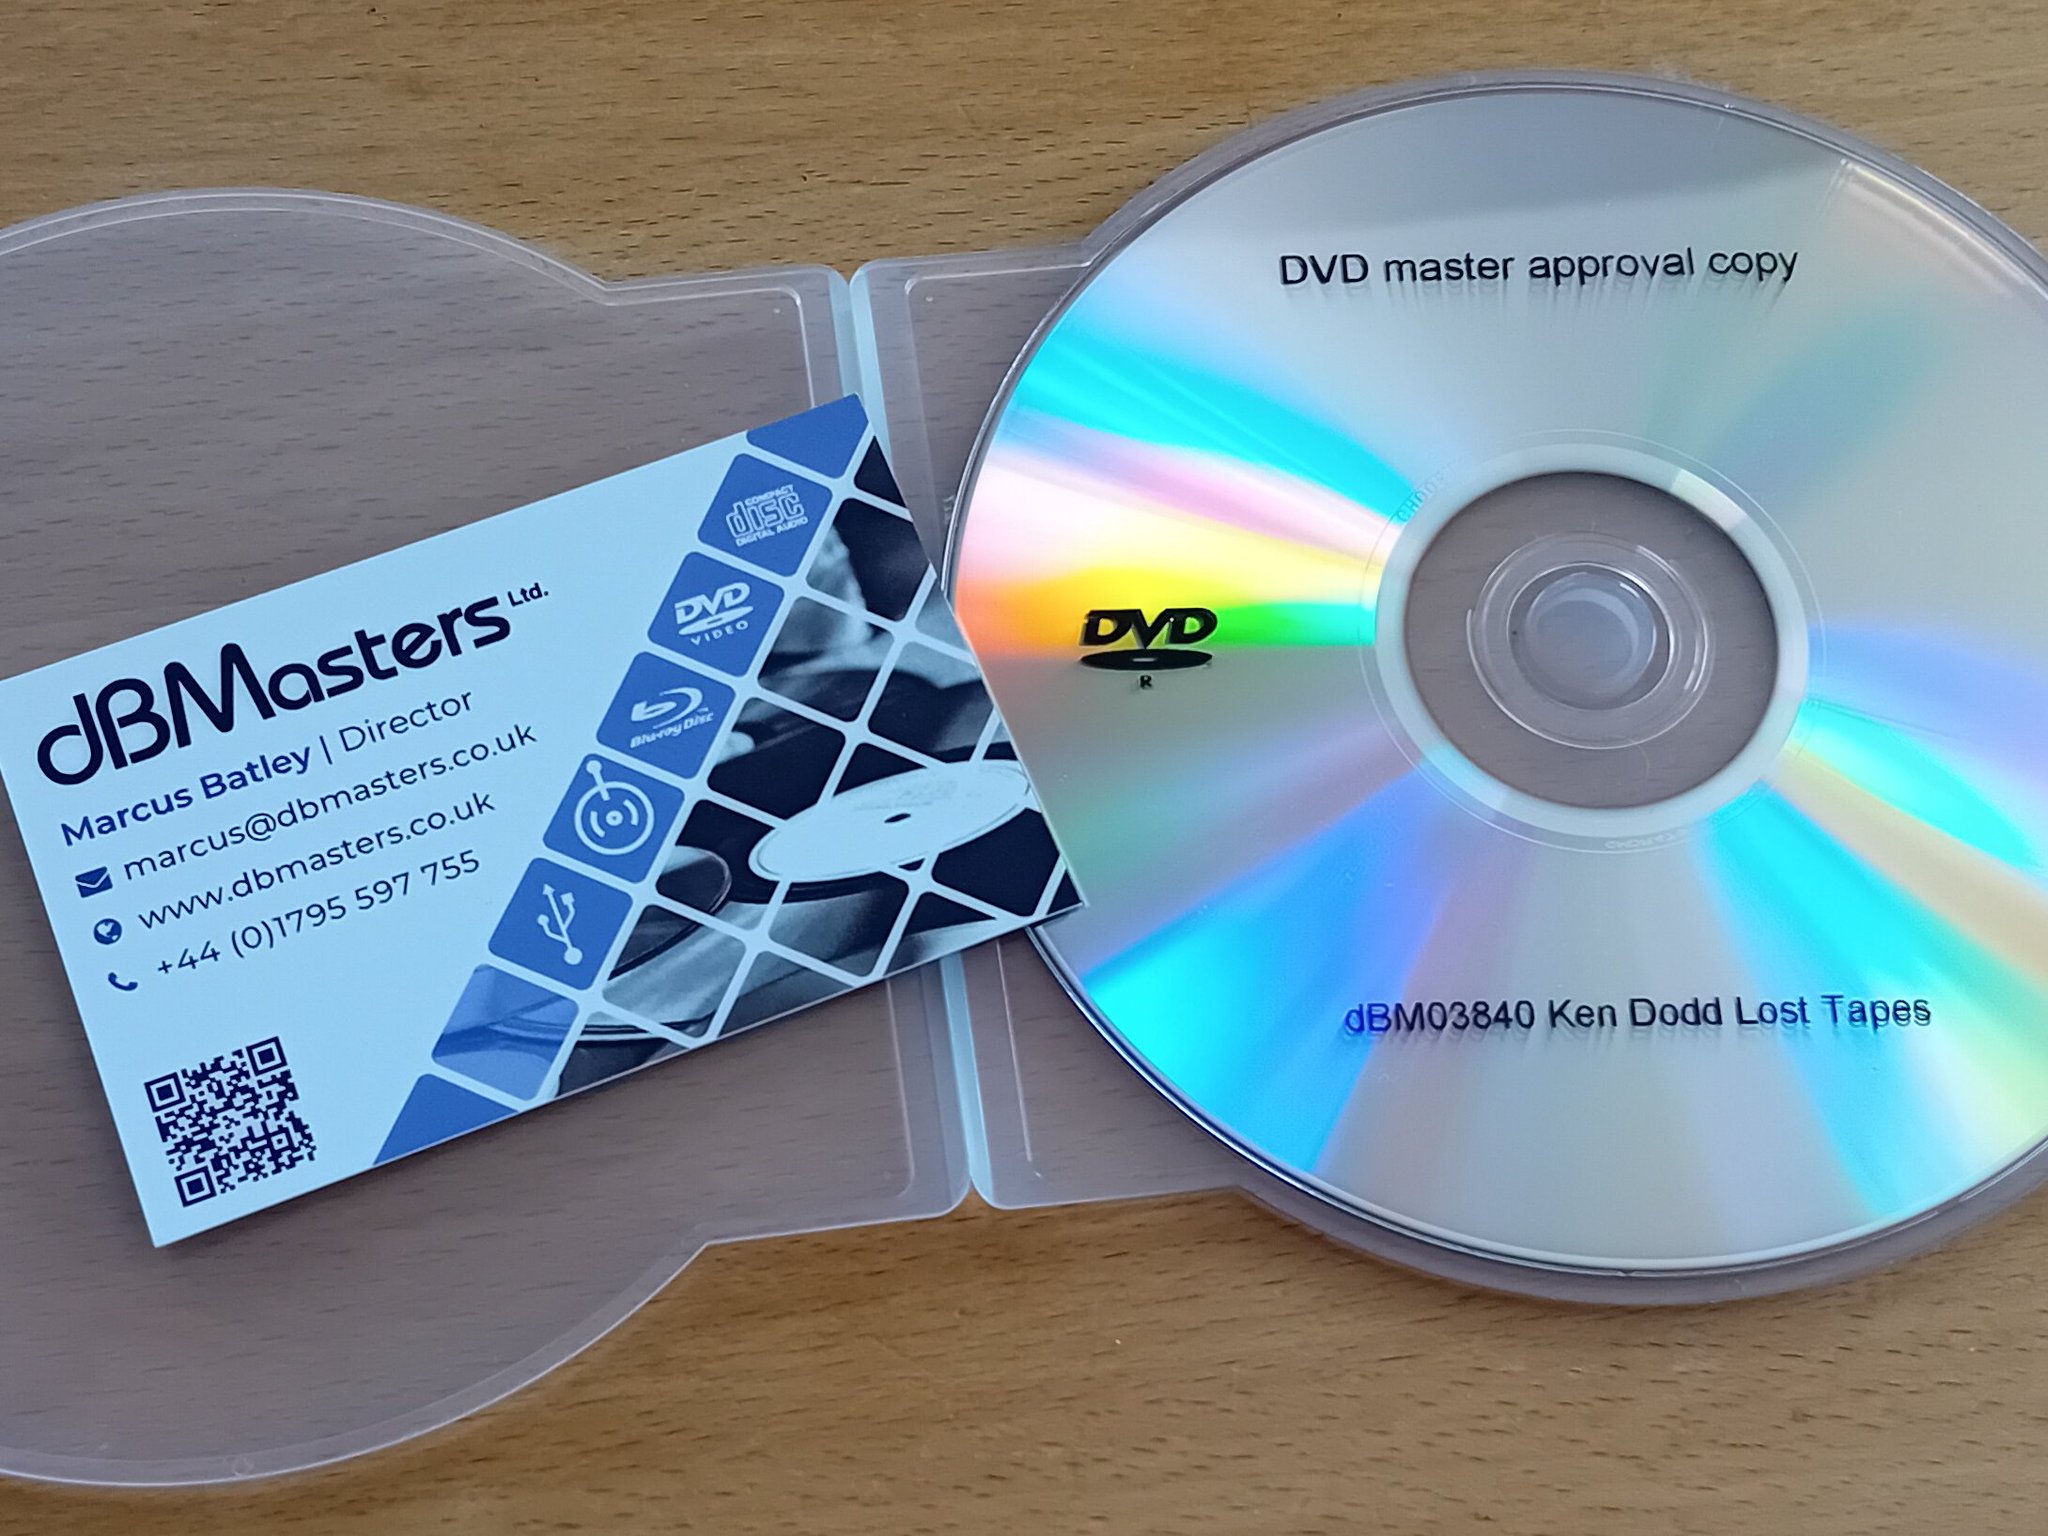 dBMasters Ltd.
Marcus Batley | Director
marcus@dbmasters.co.uk
www.dbmasters.co.uk
+44 (0)1795 597 755
COMPACT
disc
DIGITAL AUDIO
DVD
VIDEO
Blu-ray Disc
DVD master approval copy
DVD
R
dBM03840 Ken Dodd Lost Tapes